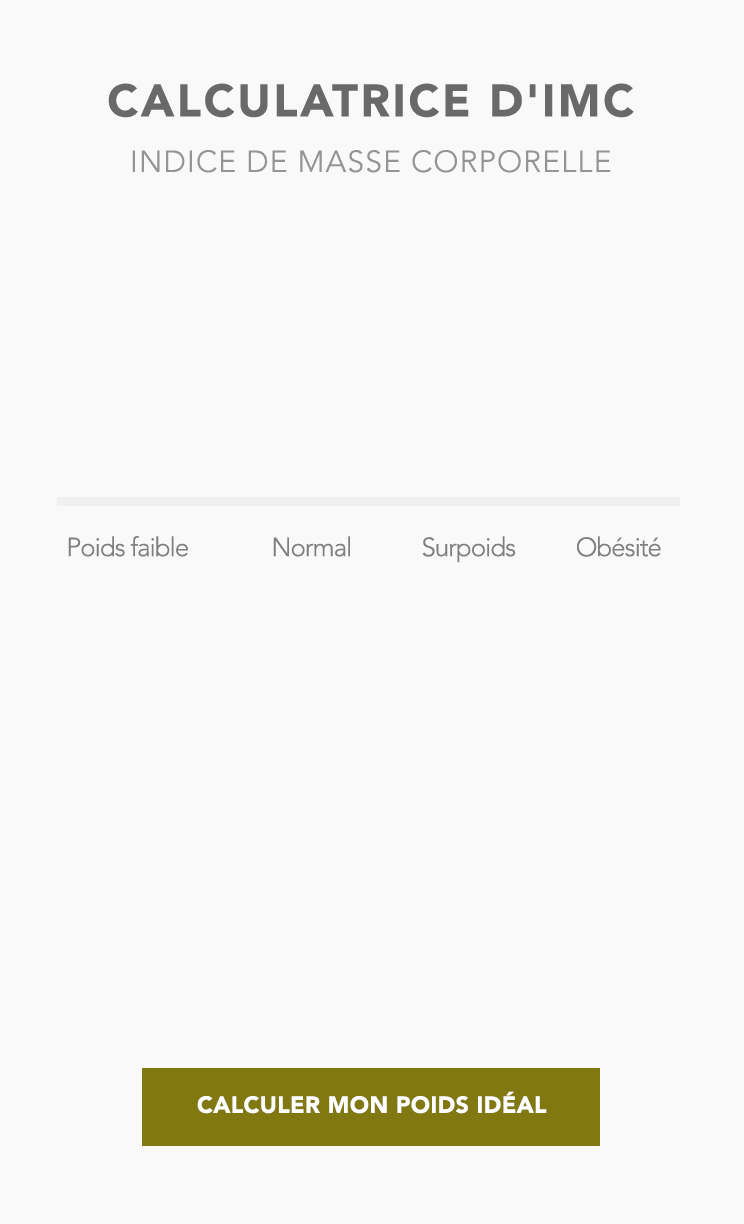 CALCULATRICE D'IMC
INDICE DE MASSE CORPORELLE
Poids faible Normal Surpoids Obésité
CALCULER MON POIDS IDÉAL